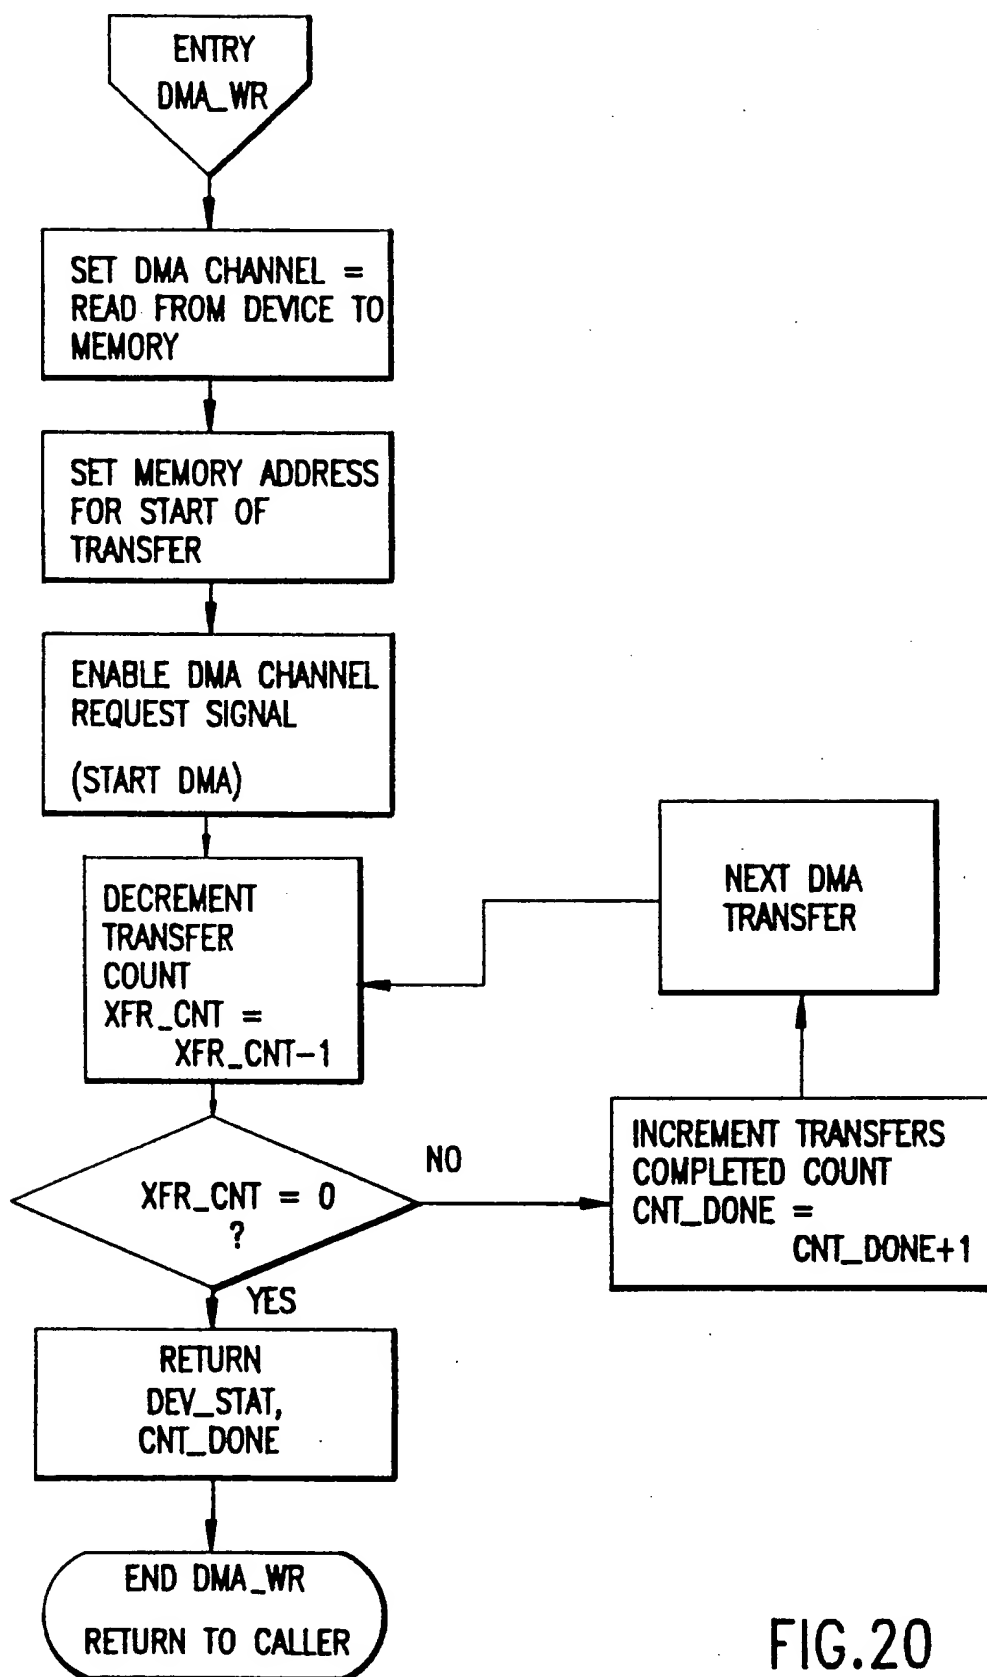 ENTRY
DMA_WR
SET DMA CHANNEL =
READ FROM DEVICE TO
MEMORY
SET MEMORY ADDRESS
FOR START OF
TRANSFER
ENABLE DMA CHANNEL
REQUEST SIGNAL
(START DMA)
DECREMENT
TRANSFER
COUNT
XFR_CNT =
XFR_CNT-1
NEXT DMA
TRANSFER
XFR_CNT = 0
?
NO
INCREMENT TRANSFERS
COMPLETED COUNT
CNT_DONE =
CNT_DONE+1
YES
RETURN
DEV_STAT,
CNT_DONE
END DMA_WR
RETURN TO CALLER
FIG.20